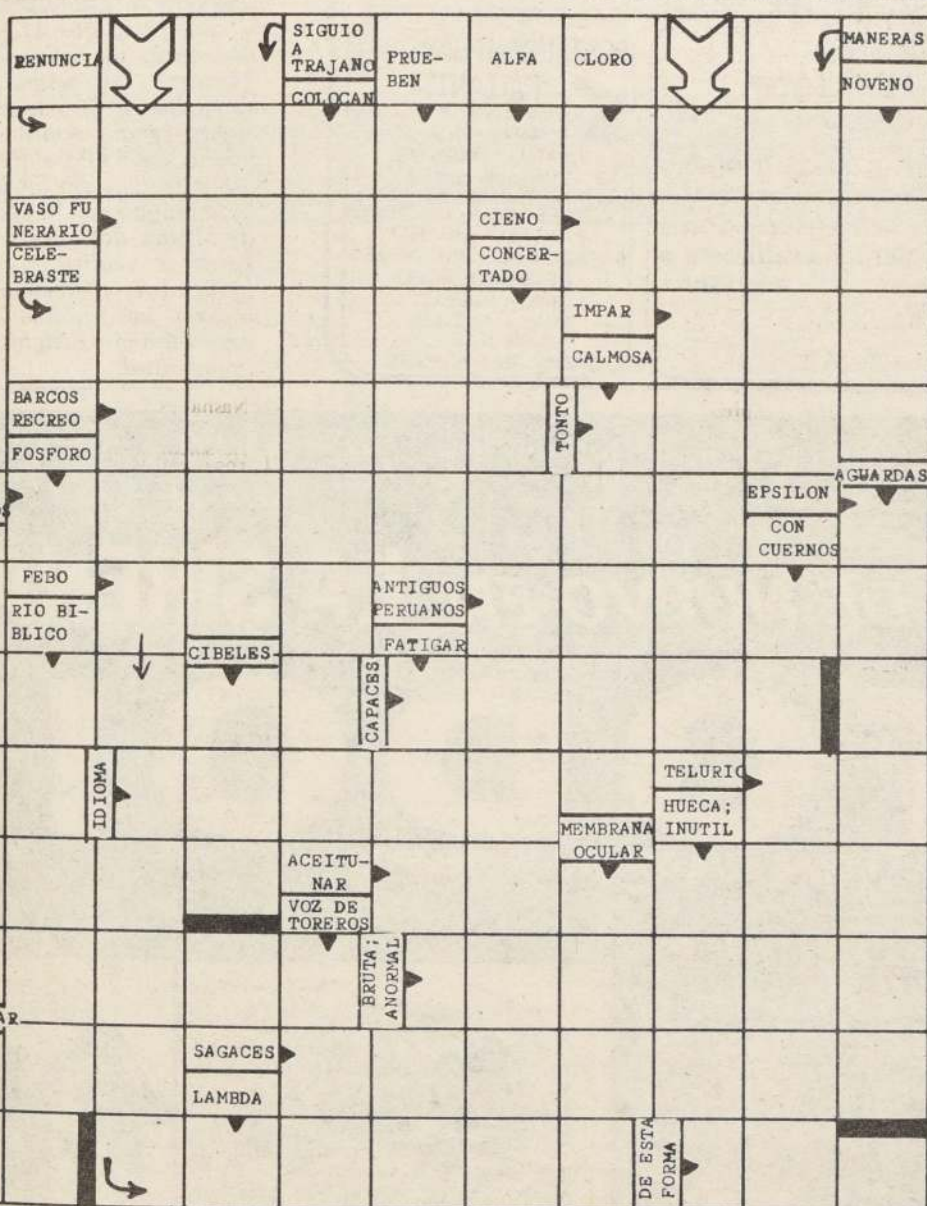 RENUNCIA
SIGUIO
A
TRAJANO
COLOCAN
PRUE-
BEN
ALFA
CLORO
MANERAS
NOVENO
VASO FU
NERARIO
CELE-
BRASTE
CIENO
CONCER-
TADO
IMPAR
CALMOSA
BARCOS
RECREO
FOSFORO
TONTO
EPSILON
CON
CUERNOS
AGUARDAS
FEBO
RIO BI-
BLICO
CIBELES
ANTIGUOS
PERUANOS
FATIGAR
CAPACES
IDIOMA
TELURIO
HUECA;
INUTIL
MEMBRANA
OCULAR
ACEITU-
NAR
VOZ DE
TOREROS
BRUTA;
ANORMAL
AR
SAGACES
LAMBDA
DE ESTA
FORMA